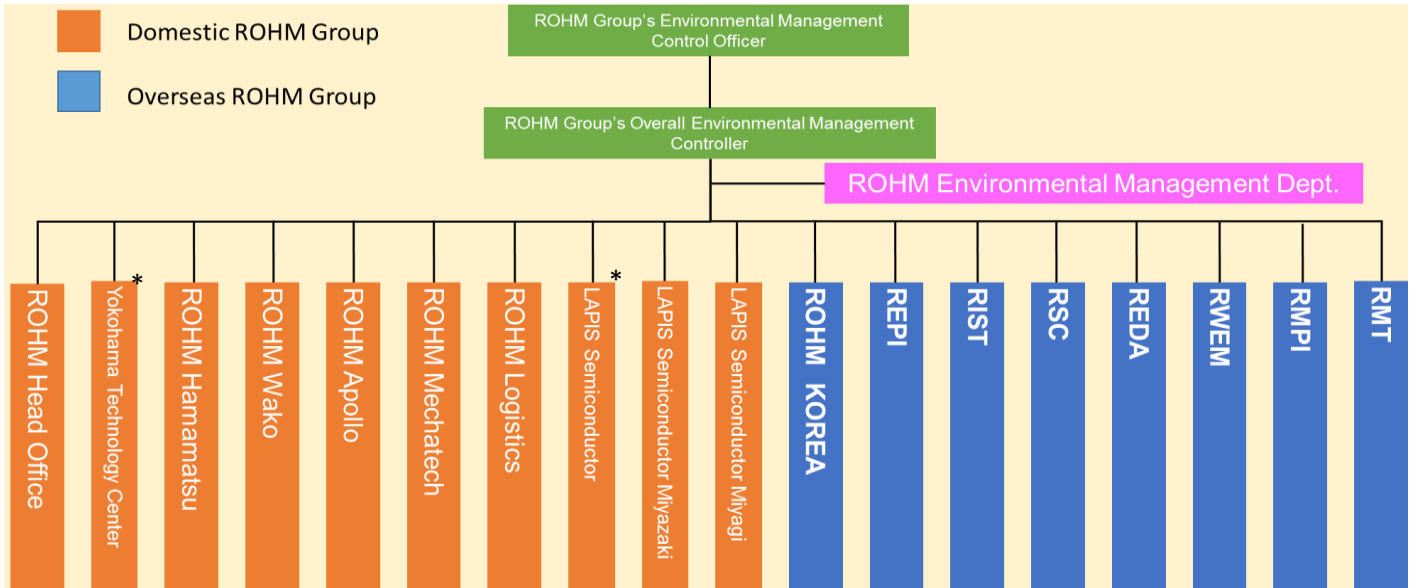 Domestic ROHM Group
Overseas ROHM Group
ROHM Group's Environmental Management
Control Officer
ROHM Group's Overall Environmental Management
Controller
ROHM Environmental Management Dept.
ROHM Head Office
Yokohama Technology Center
*
ROHM Hamamatsu
ROHM Wako
ROHM Apollo
ROHM Mechatech
ROHM Logistics
LAPIS Semiconductor
*
LAPIS Semiconductor Miyazaki
LAPIS Semiconductor Miyagi
ROHM KOREA
REPI
RIST
RSC
REDA
RWEM
RMPI
RMT